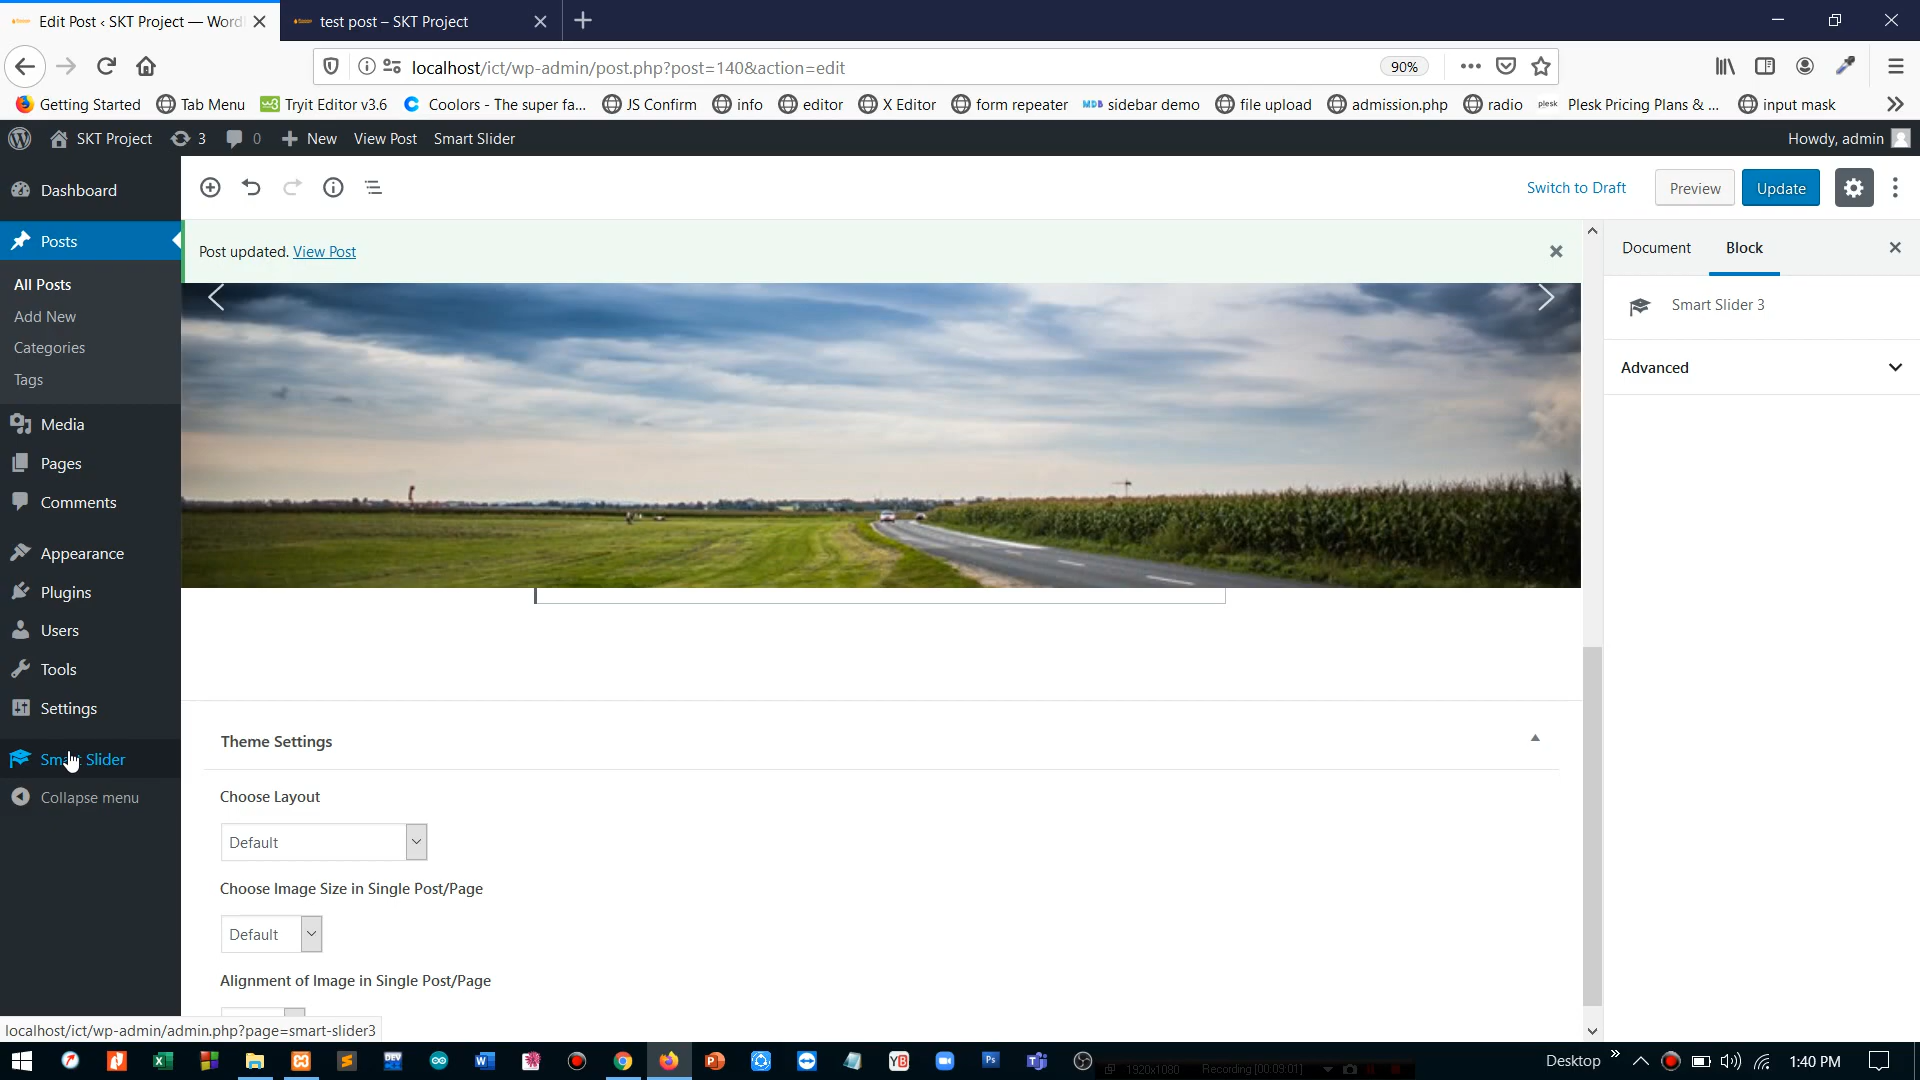 Edit Post ‹ SKT Project — Word
test post – SKT Project
localhost/ict/wp-admin/post.php?post=140&action=edit
90%
Getting Started
Tab Menu
Tryit Editor v3.6
Coolors - The super fa...
JS Confirm
info
editor
X Editor
form repeater
MDB sidebar demo
file upload
admission.php
radio
plesk Plesk Pricing Plans & ...
input mask
SKT Project
3
0
New
View Post
Smart Slider
Howdy, admin
Dashboard
Switch to Draft
Preview
Update
Posts
Post updated. View Post
Document
Block
All Posts
Add New
Categories
Tags
Smart Slider 3
Advanced
Media
Pages
Comments
Appearance
Plugins
Users
Tools
Settings
Smart Slider
Collapse menu
Theme Settings
Choose Layout
Default
Choose Image Size in Single Post/Page
Default
Alignment of Image in Single Post/Page
localhost/ict/wp-admin/admin.php?page=smart-slider3
Desktop
1920x1080
Recording [00:09:01]
1:40 PM